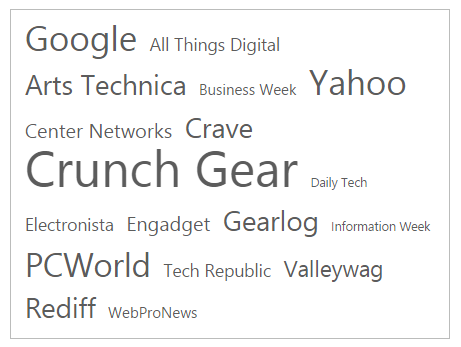 Google All Things Digital
Arts Technica Business Week Yahoo
Center Networks Crave
Crunch Gear Daily Tech
Electronista Engadget Gearlog Information Week
PCWorld Tech Republic Valleywag
Rediff WebProNews